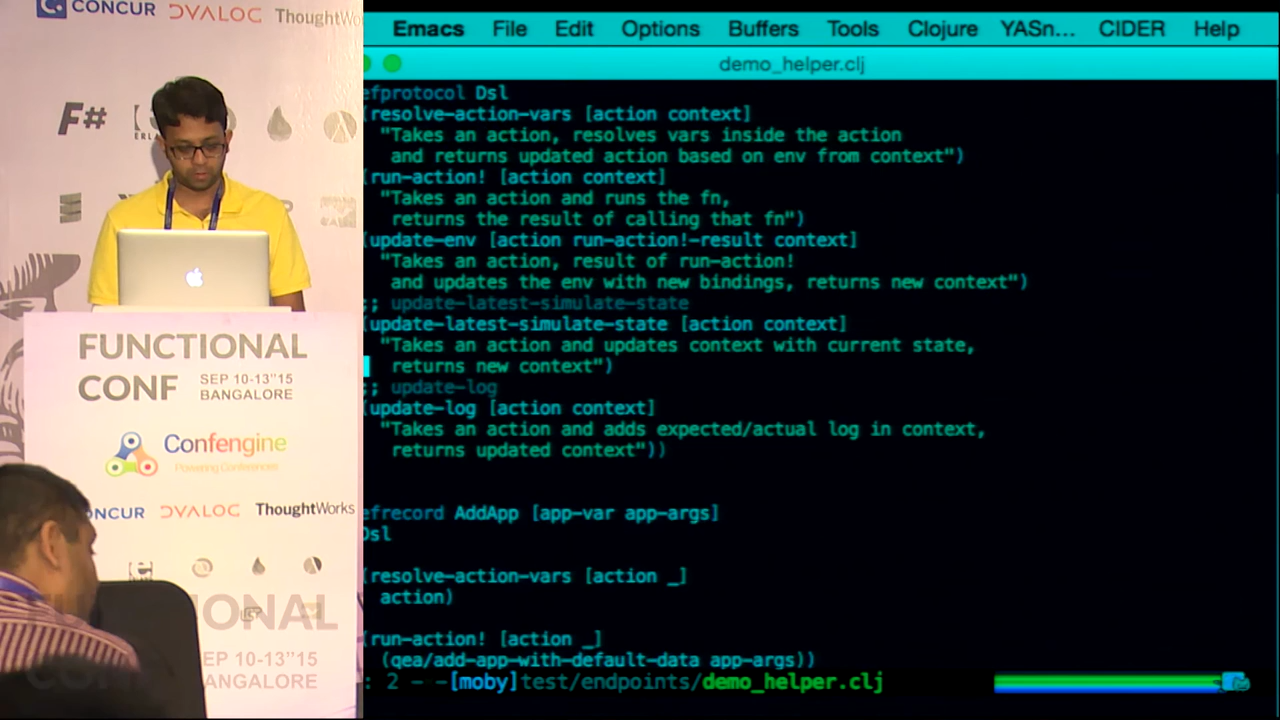 CONCUR DVALOC ThoughtWorks
F#
ERLA
FUNCTIONAL
CONF SEP 10-13"15
BANGALORE
Confengine
Powering Conferences
ONCUR DVALOC ThoughtWorks
FUNCTIONAL
EP 10-13"15
ANGALORE
Emacs File Edit Options Buffers Tools Clojure YASn... CIDER Help
demo_helper.clj
efprotocol Dsl
(resolve-action-vars [action context]
"Takes an action, resolves vars inside the action
and returns updated action based on env from context")
(run-action! [action context]
"Takes an action and runs the fn,
returns the result of calling that fn")
(update-env [action run-action!-result context]
"Takes an action, result of run-action!
and updates the env with new bindings, returns new context")
;; update-latest-simulate-state
(update-latest-simulate-state [action context]
"Takes an action and updates context with current state,
returns new context")
;; update-log
(update-log [action context]
"Takes an action and adds expected/actual log in context,
returns updated context"))
efrecord AddApp [app-var app-args]
Dsl
(resolve-action-vars [action _]
action)
(run-action! [action _]
(qea/add-app-with-default-data app-args))
: 2 - -[moby]test/endpoints/demo_helper.clj